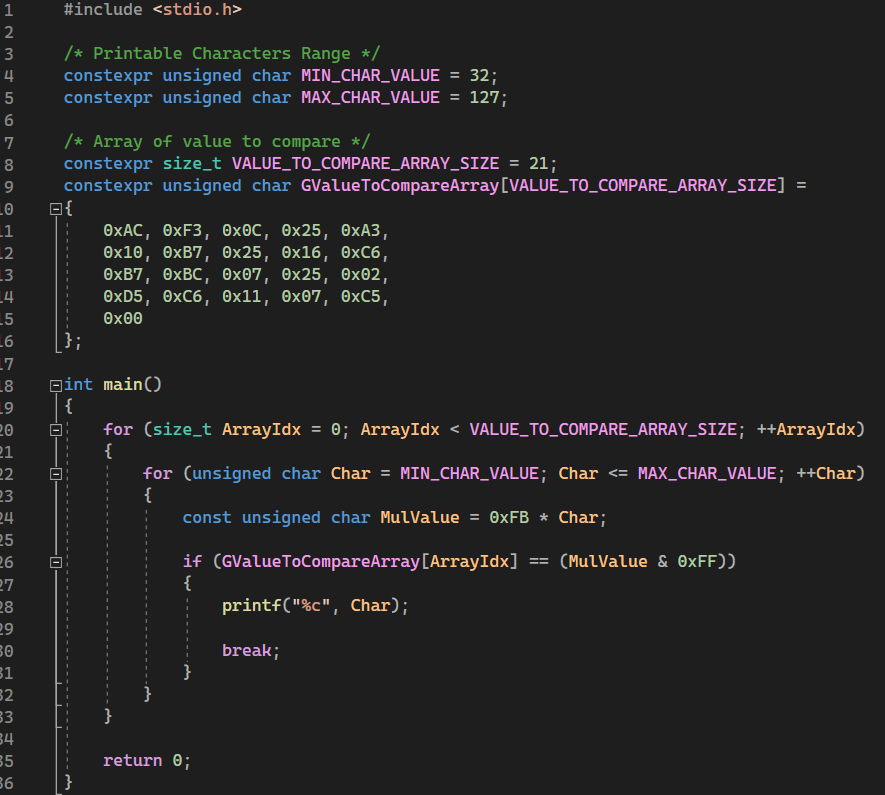 1 #include <stdio.h>
2
3 /* Printable Characters Range */
4 constexpr unsigned char MIN_CHAR_VALUE = 32;
5 constexpr unsigned char MAX_CHAR_VALUE = 127;
6
7 /* Array of value to compare */
8 constexpr size_t VALUE_TO_COMPARE_ARRAY_SIZE = 21;
9 constexpr unsigned char GValueToCompareArray[VALUE_TO_COMPARE_ARRAY_SIZE] =
10 {
11 0xAC, 0xF3, 0x0C, 0x25, 0xA3,
12 0x10, 0xB7, 0x25, 0x16, 0xC6,
13 0xB7, 0xBC, 0x07, 0x25, 0x02,
14 0xD5, 0xC6, 0x11, 0x07, 0xC5,
15 0x00
16 };
17
18 int main()
19 {
20 for (size_t ArrayIdx = 0; ArrayIdx < VALUE_TO_COMPARE_ARRAY_SIZE; ++ArrayIdx)
21 {
22 for (unsigned char Char = MIN_CHAR_VALUE; Char <= MAX_CHAR_VALUE; ++Char)
23 {
24 const unsigned char MulValue = 0xFB * Char;
25
26 if (GValueToCompareArray[ArrayIdx] == (MulValue & 0xFF))
27 {
28 printf("%c", Char);
29
30 break;
31 }
32 }
33 }
34
35 return 0;
36 }